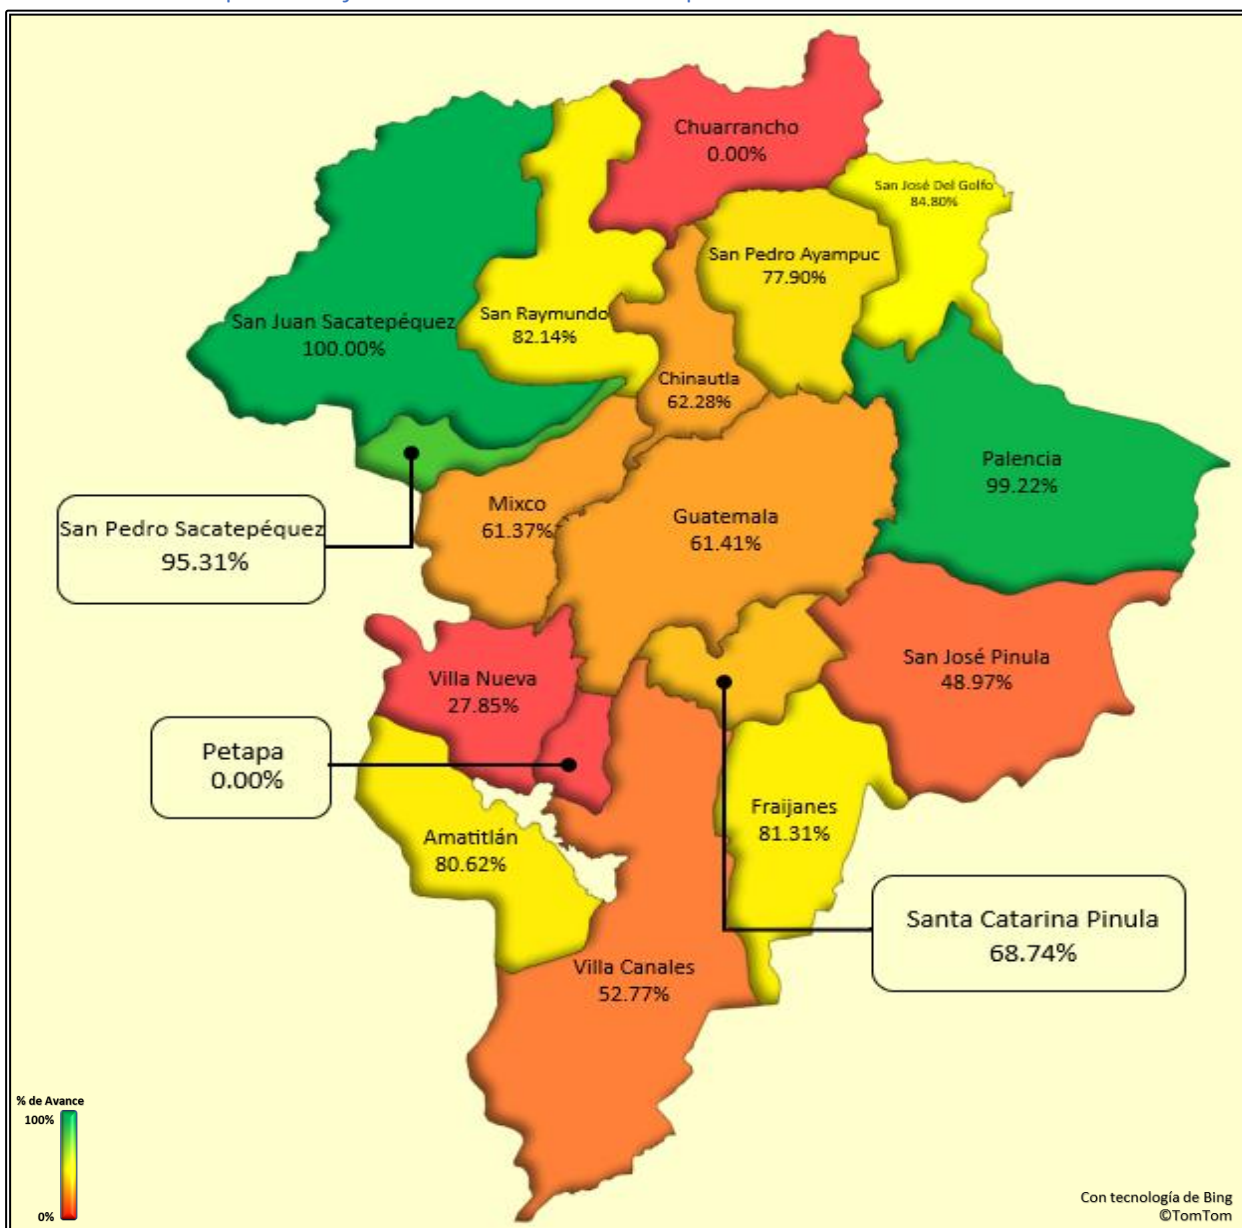 Chuarrancho
0.00%
San José Del Golfo
84.80%
San Pedro Ayampuc
77.90%
San Raymundo
82.14%
San Juan Sacatepéquez
100.00%
Chinautla
62.28%
Palencia
99.22%
Mixco
61.37%
Guatemala
61.41%
San Pedro Sacatepéquez
95.31%
San José Pinula
48.97%
Villa Nueva
27.85%
Petapa
0.00%
Fraijanes
81.31%
Amatitlán
80.62%
Santa Catarina Pinula
68.74%
Villa Canales
52.77%
% de Avance
100%
0%
Con tecnología de Bing
©TomTom